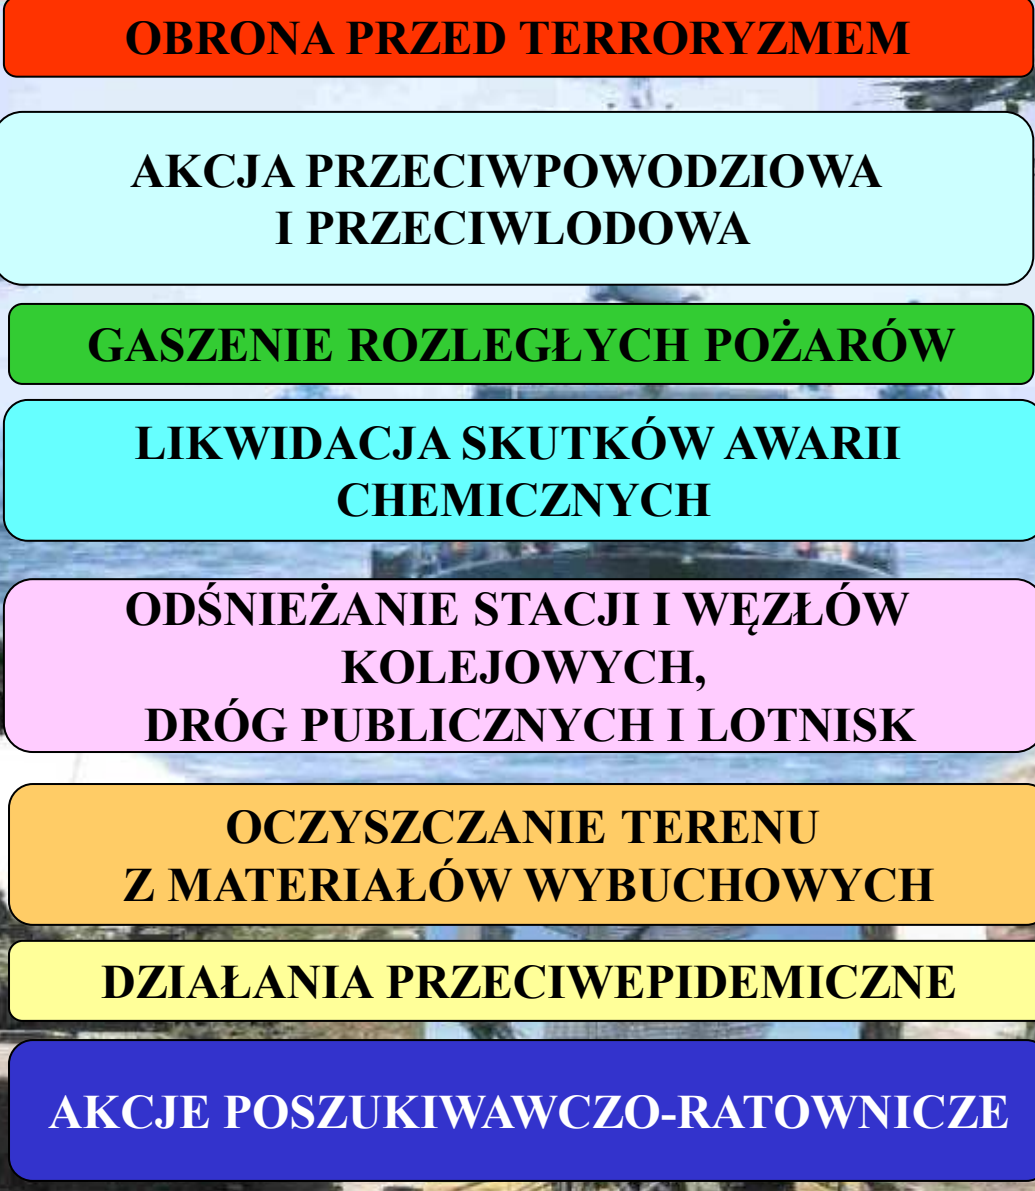 OBRONA PRZED TERRORYZMEM
AKCJA PRZECIWPOWODZIOWA
I PRZECIWLODOWA
GASZENIE ROZLEGŁYCH POŻARÓW
LIKWIDACJA SKUTKÓW AWARII
CHEMICZNYCH
ODŚNIEŻANIE STACJI I WĘZŁÓW
KOLEJOWYCH,
DRÓG PUBLICZNYCH I LOTNISK
OCZYSZCZANIE TERENU
Z MATERIAŁÓW WYBUCHOWYCH
DZIAŁANIA PRZECIWEPIDEMICZNE
AKCJE POSZUKIWAWCZO-RATOWNICZE